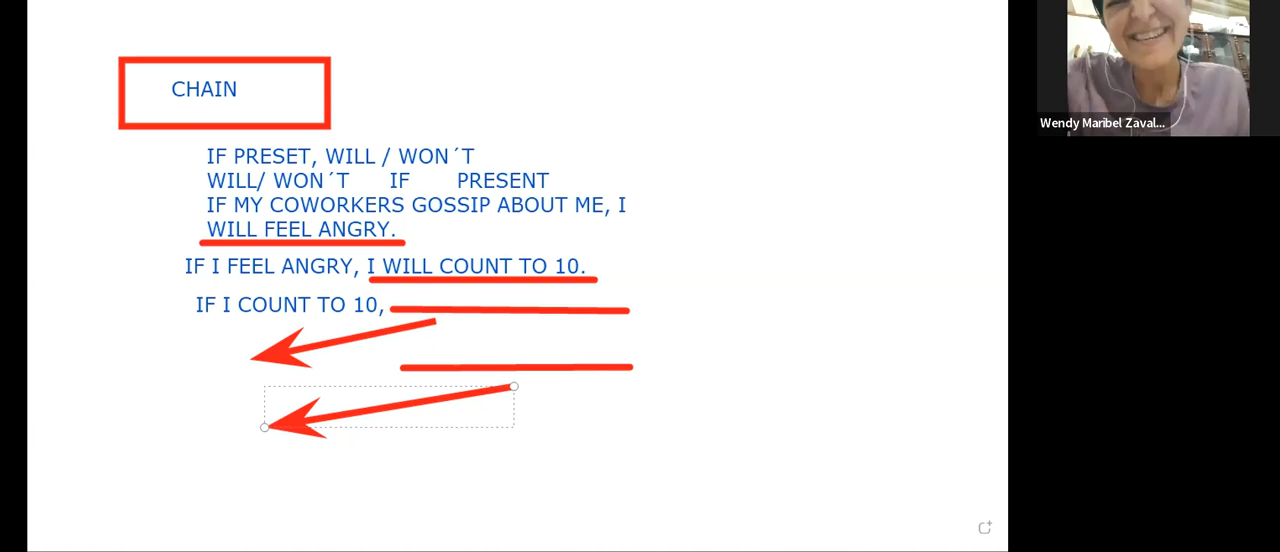 CHAIN
IF PRESET, WILL / WON´T
WILL/ WON´T IF PRESENT
IF MY COWORKERS GOSSIP ABOUT ME, I
WILL FEEL ANGRY.
IF I FEEL ANGRY, I WILL COUNT TO 10.
IF I COUNT TO 10,
Wendy Maribel Zaval...